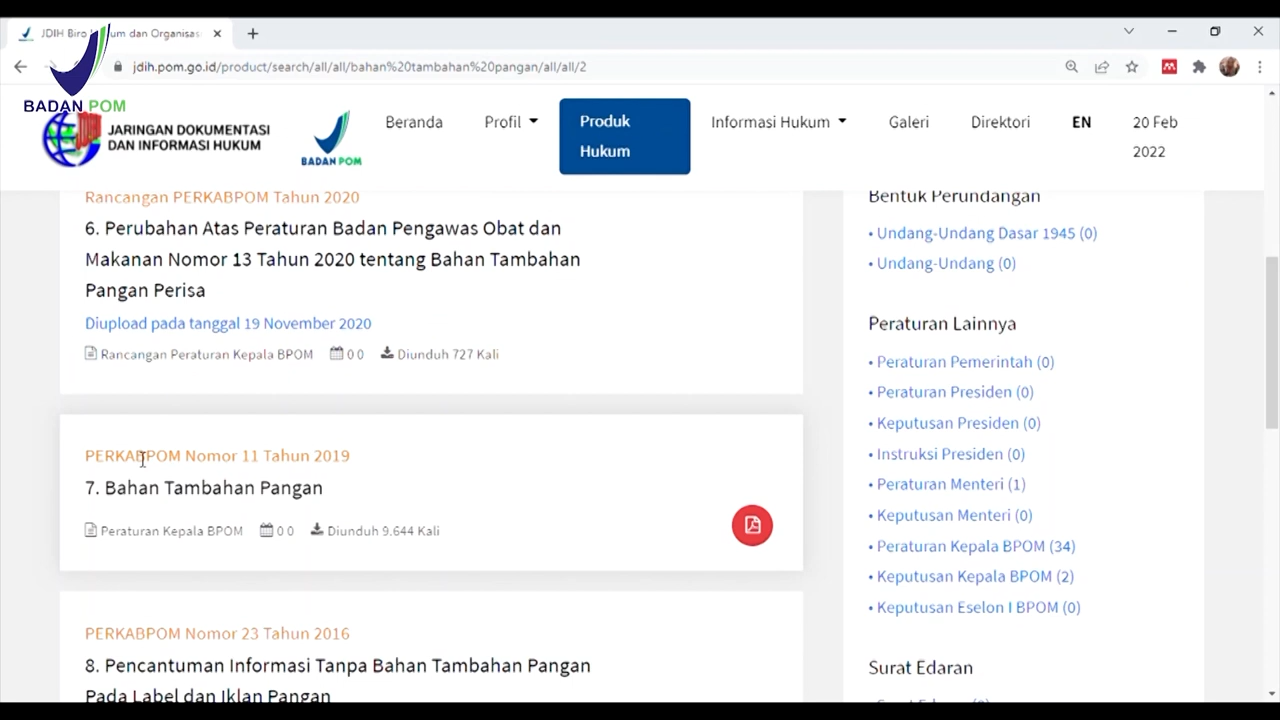 JDIH Biro Hukum dan Organisas
jdih.pom.go.id/product/search/all/all/bahan%20tambahan%20pangan/all/all/2
BADAN POM
JARINGAN DOKUMENTASI
DAN INFORMASI HUKUM
BADAN POM
Beranda
Profil
Produk
Hukum
Informasi Hukum
Galeri
Direktori
EN
20 Feb
2022
Rancangan PERKABPOM Tahun 2020
6. Perubahan Atas Peraturan Badan Pengawas Obat dan
Makanan Nomor 13 Tahun 2020 tentang Bahan Tambahan
Pangan Perisa
Diupload pada tanggal 19 November 2020
Rancangan Peraturan Kepala BPOM 0 0 Diunduh 727 Kali
PERKABPOM Nomor 11 Tahun 2019
7. Bahan Tambahan Pangan
Peraturan Kepala BPOM 0 0 Diunduh 9.644 Kali
PERKABPOM Nomor 23 Tahun 2016
8. Pencantuman Informasi Tanpa Bahan Tambahan Pangan
Pada Label dan Iklan Pangan
Bentuk Perundangan
• Undang-Undang Dasar 1945 (0)
• Undang-Undang (0)
Peraturan Lainnya
• Peraturan Pemerintah (0)
• Peraturan Presiden (0)
• Keputusan Presiden (0)
• Instruksi Presiden (0)
• Peraturan Menteri (1)
• Keputusan Menteri (0)
• Peraturan Kepala BPOM (34)
• Keputusan Kepala BPOM (2)
• Keputusan Eselon I BPOM (0)
Surat Edaran